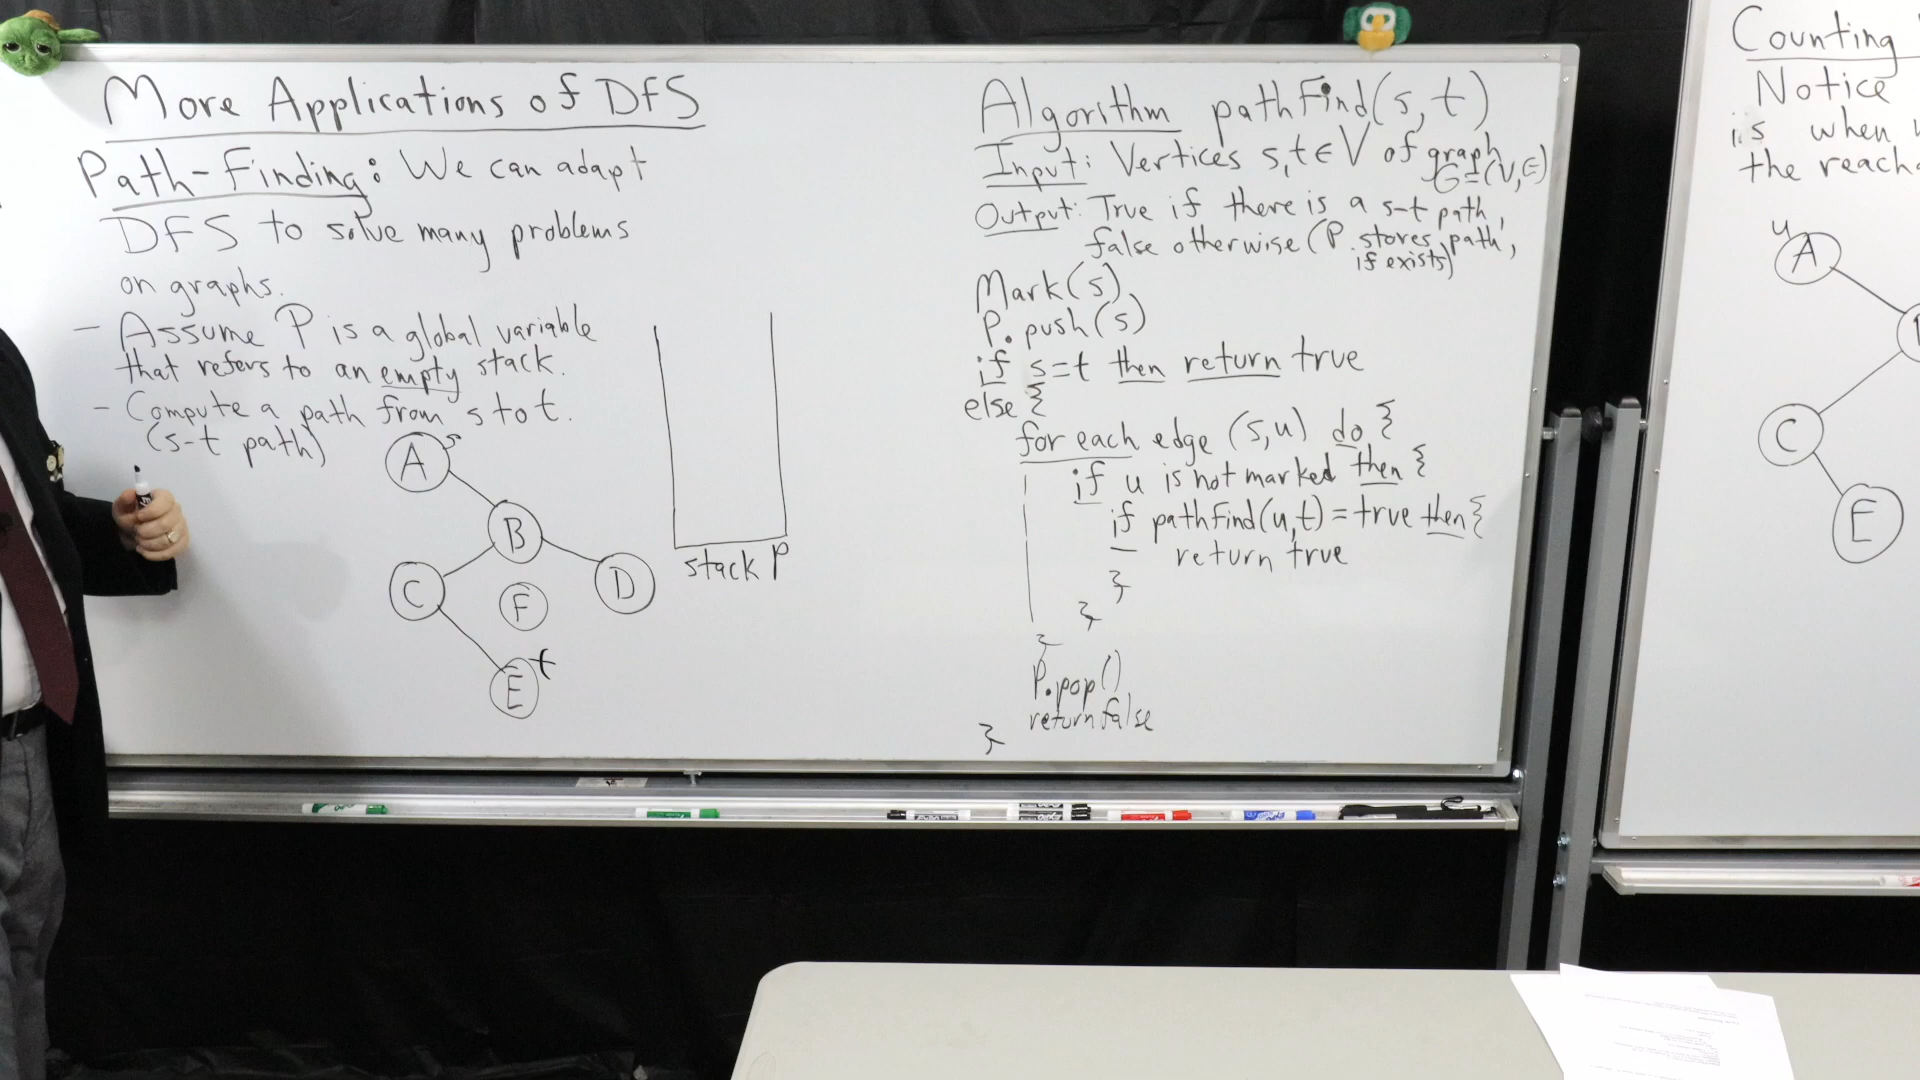 More Applications of DFS
Path-Finding: We can adapt
DFS to solve many problems
on graphs.
- Assume P is a global variable
that refers to an empty stack.
- Compute a path from s to t.
(s-t path)
A s
B
C
F
D
E t
stack P
Algorithm pathFind(s,t)
Input: Vertices s,t∈V of graph
G=(V,E)
Output: True if there is a s-t path,
false otherwise (P stores path,
if exists)
Mark(s)
P.push(s)
if s=t then return true
else {
for each edge (s,u) do {
if u is not marked then {
if pathFind(u,t)=true then {
return true
}
}
}
P.pop()
return false
}
Counting
Notice
is when
the reach
u
A
C
E